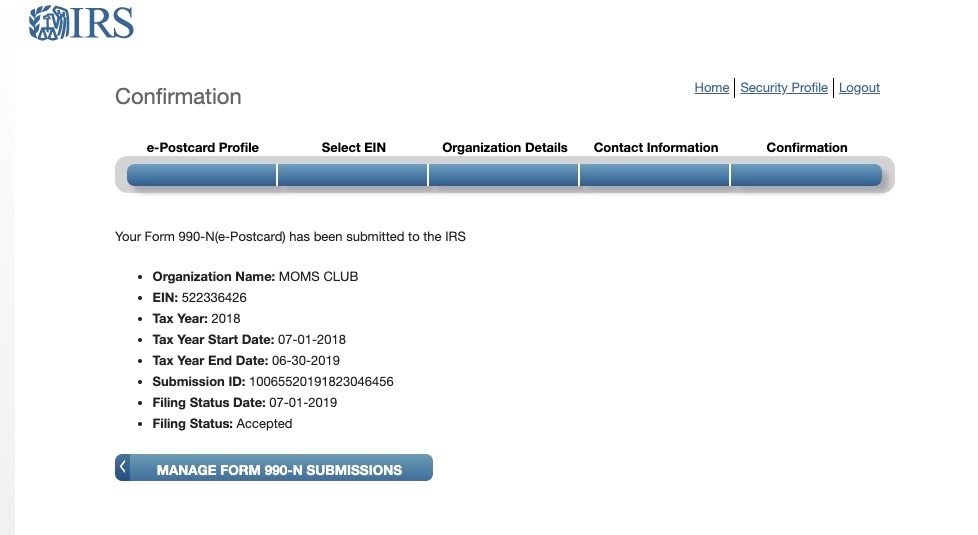 IRS
Home Security Profile Logout
Confirmation
e-Postcard Profile Select EIN Organization Details Contact Information Confirmation
Your Form 990-N(e-Postcard) has been submitted to the IRS
• Organization Name: MOMS CLUB
• EIN: 522336426
• Tax Year: 2018
• Tax Year Start Date: 07-01-2018
• Tax Year End Date: 06-30-2019
• Submission ID: 10065520191823046456
• Filing Status Date: 07-01-2019
• Filing Status: Accepted
MANAGE FORM 990-N SUBMISSIONS